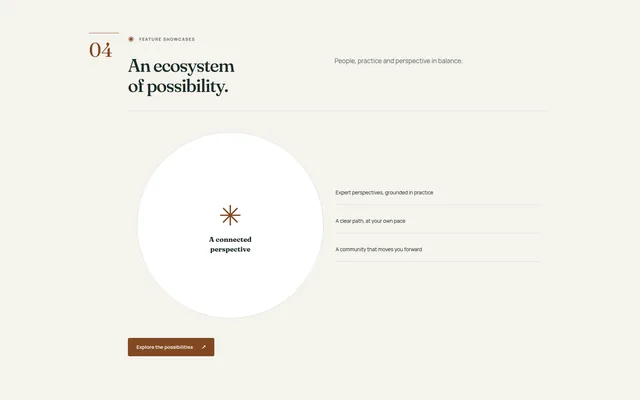 04
FEATURE SHOWCASES
An ecosystem
of possibility.
People, practice and perspective in balance.
A connected
perspective
Expert perspectives, grounded in practice
A clear path, at your own pace
A community that moves you forward
Explore the possibilities ↗